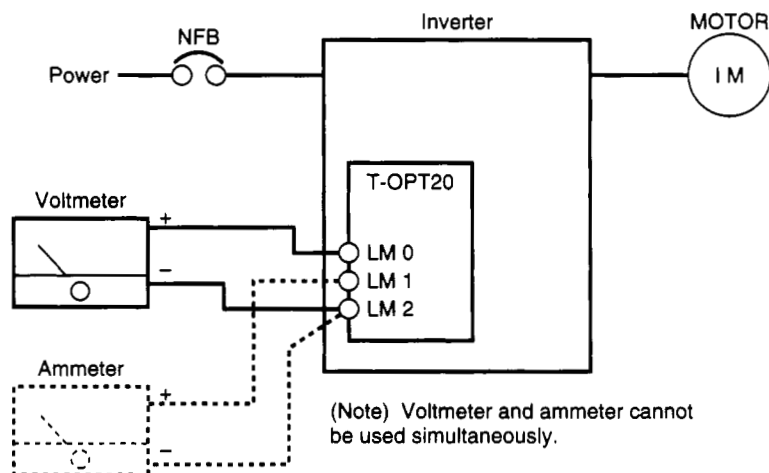 Inverter
MOTOR
NFB
Power
I M
T-OPT20
Voltmeter
+
LM 0
−
LM 1
LM 2
Ammeter
+
−
(Note) Voltmeter and ammeter cannot
be used simultaneously.